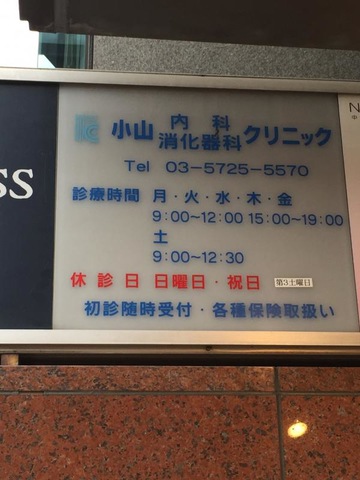 小山 内科 消化器科 クリニック
Tel 03-5725-5570
診療時間 月・火・水・木・金
9:00~12:00 15:00~19:00
土
9:00~12:30
休診日 日曜日・祝日 第3土曜日
初診随時受付・各種保険取扱い
SS
N
中